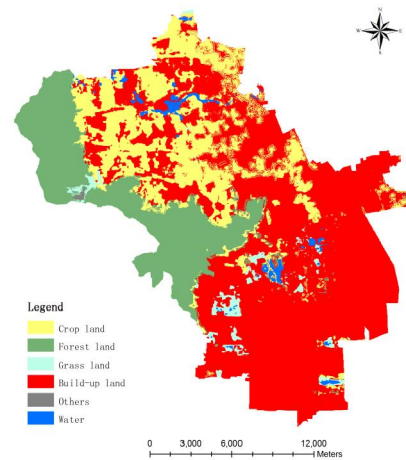 N
W
E
S
Legend
Crop land
Forest land
Grass land
Build-up land
Others
Water
0 3,000 6,000 12,000
Meters